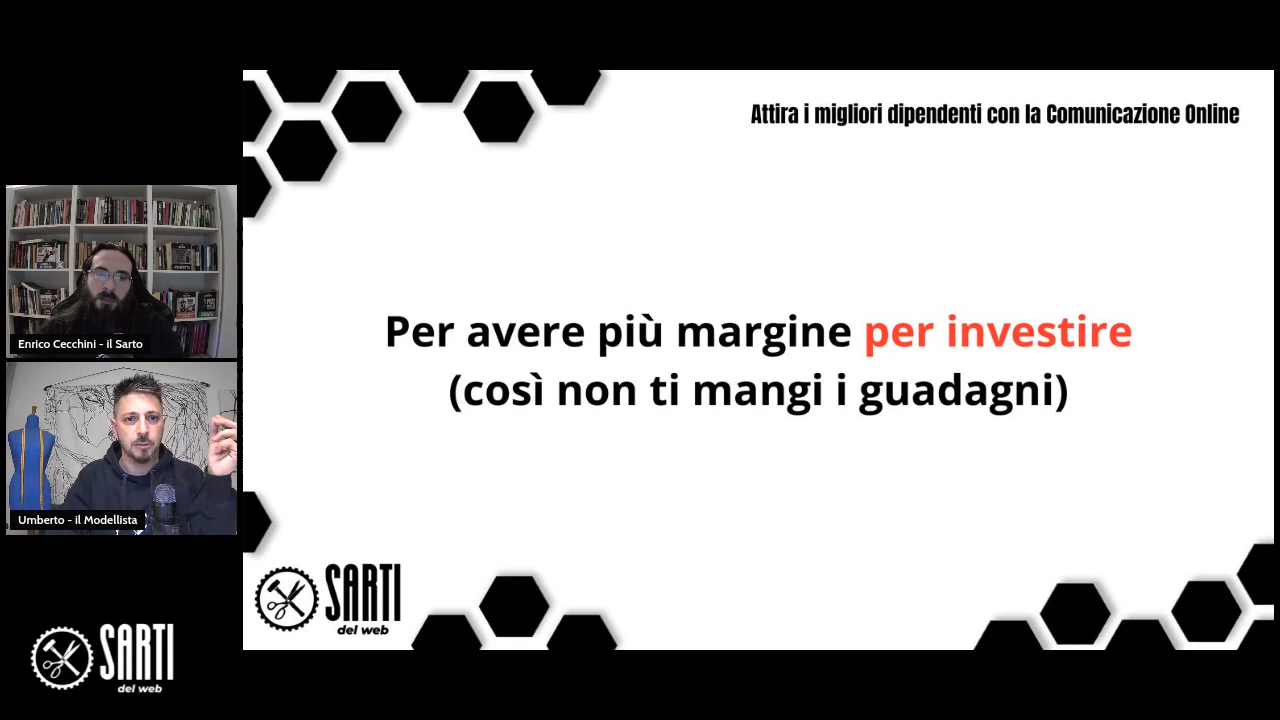 Attira i migliori dipendenti con la Comunicazione Online
Per avere più margine per investire
(così non ti mangi i guadagni)
Enrico Cecchini - il Sarto
Umberto - il Modellista
SARTI
del web
SARTI
del web